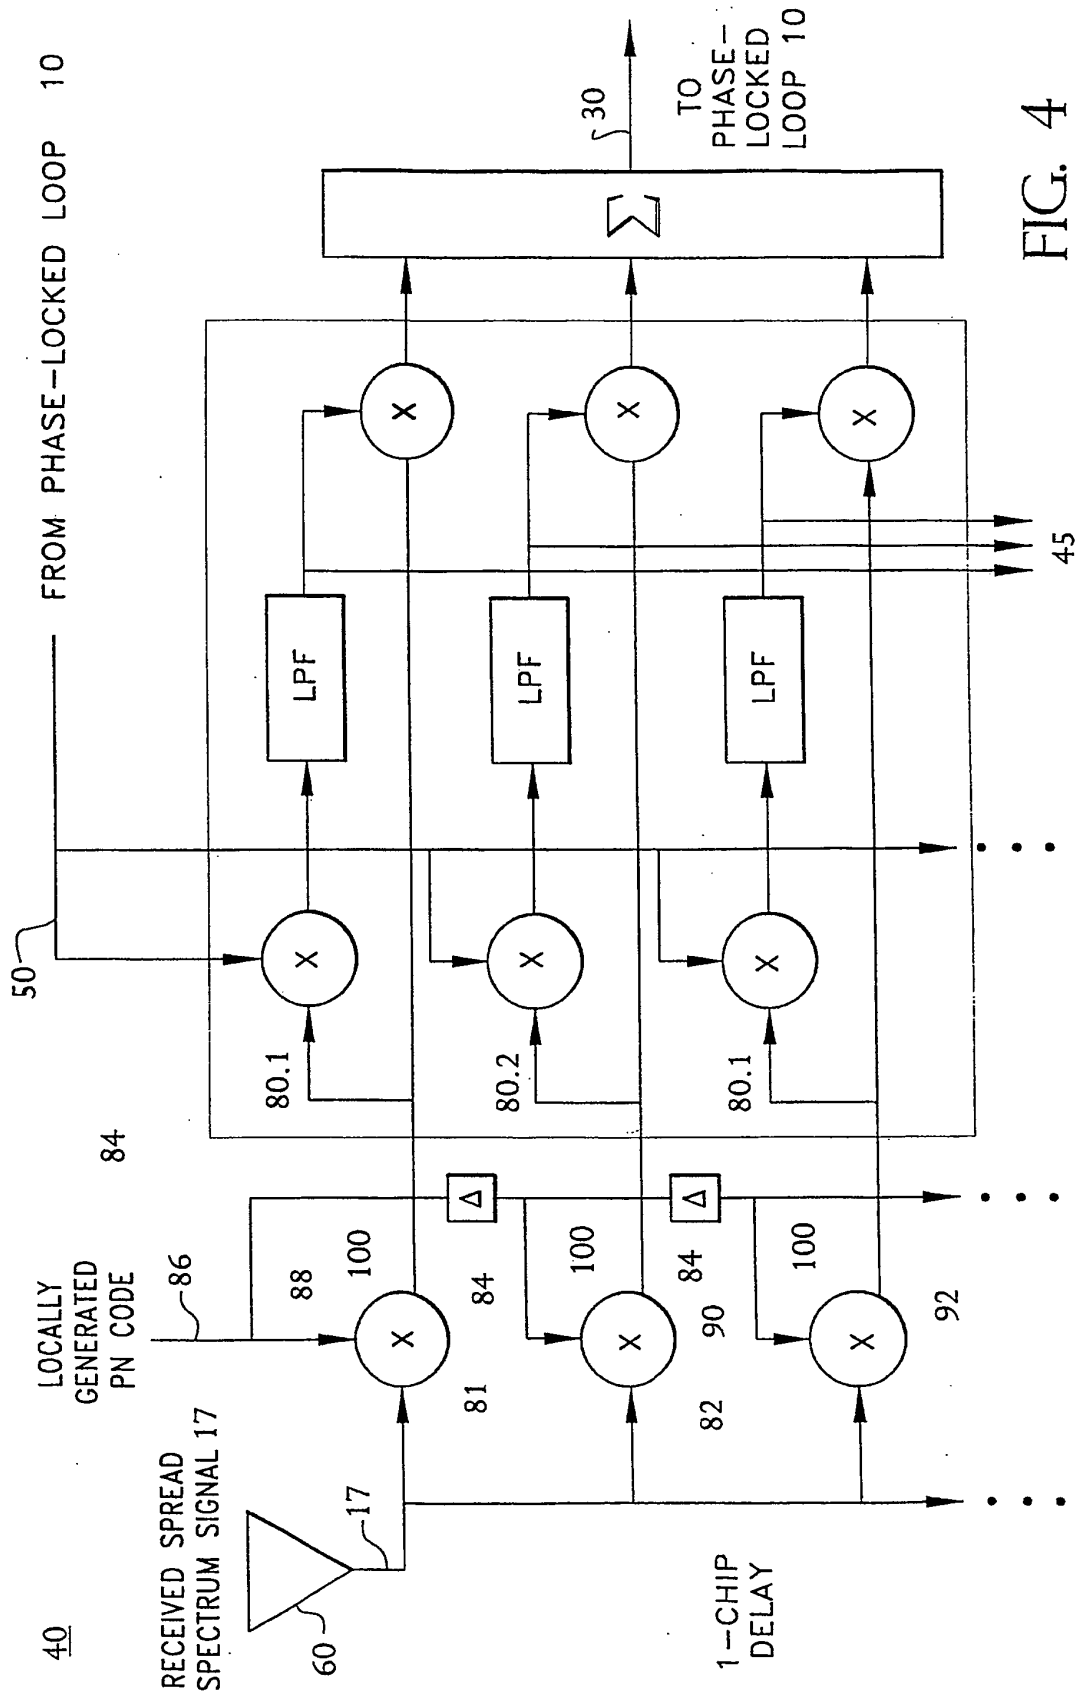 40
RECEIVED SPREAD
SPECTRUM SIGNAL 17
60
17
1-CHIP
DELAY
LOCALLY
GENERATED
PN CODE
86
84
88
100
X
81
84
Δ
100
X
82
90
84
Δ
100
X
92
50
FROM PHASE-LOCKED LOOP 10
80.1
X
LPF
X
80.2
X
LPF
X
80.1
X
LPF
X
45
Σ
30
TO
PHASE-
LOCKED
LOOP 10
FIG. 4